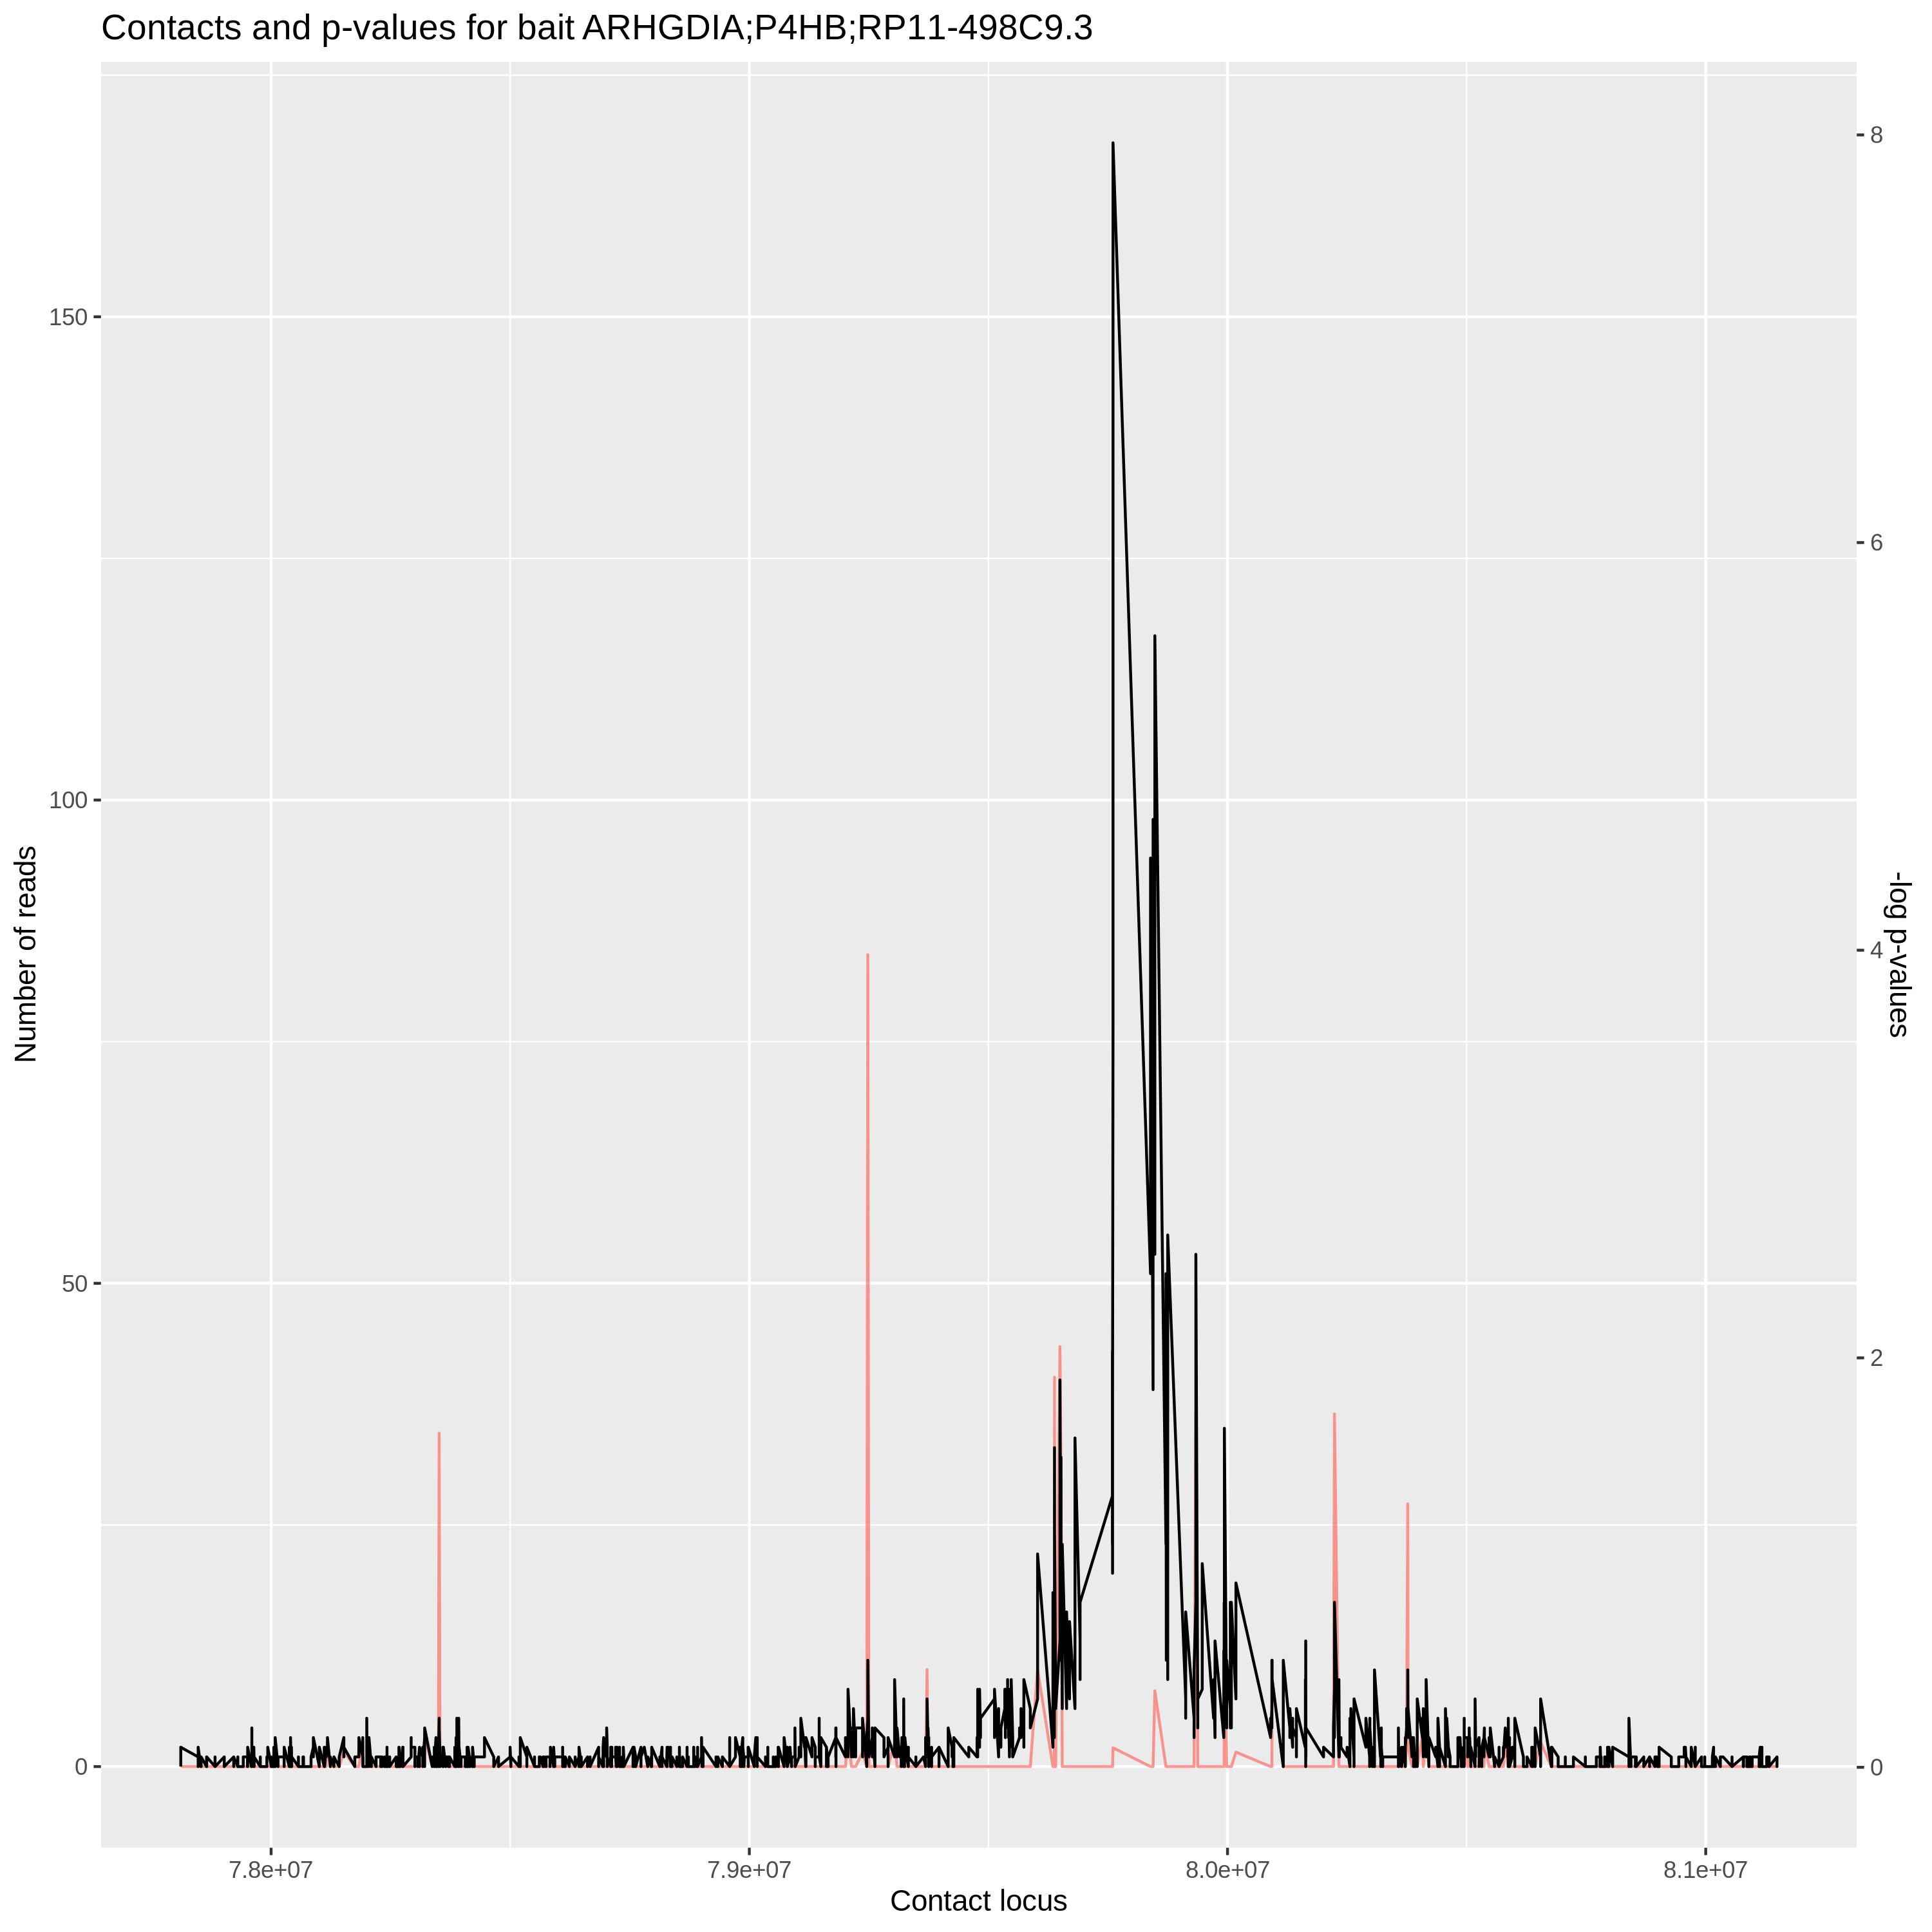 Contacts and p-values for bait ARHGDIA;P4HB;RP11-498C9.3
Number of reads
150
100
50
0
8
6
4
2
0
-log p-values
7.8e+07
7.9e+07
8.0e+07
8.1e+07
Contact locus